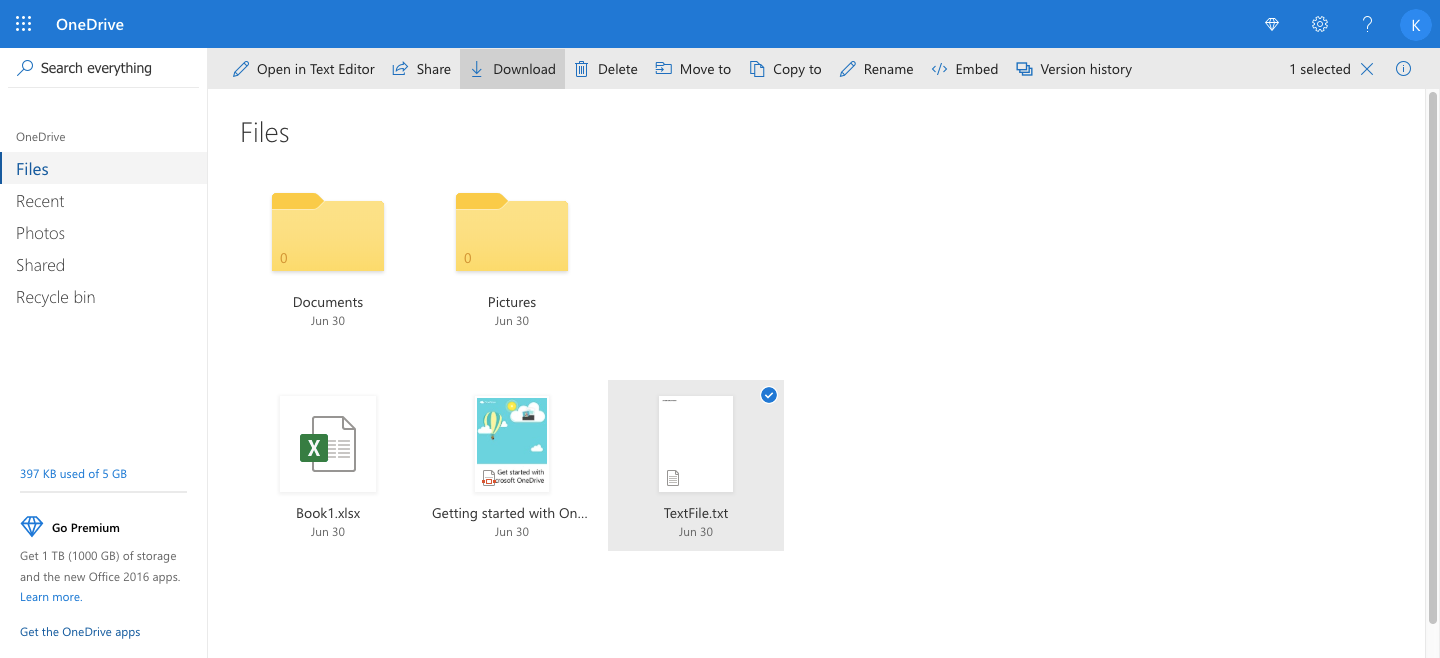 OneDrive
K
Search everything
Open in Text Editor
Share
Download
Delete
Move to
Copy to
Rename
Embed
Version history
1 selected
OneDrive
Files
Recent
Photos
Shared
Recycle bin
397 KB used of 5 GB
Go Premium
Get 1 TB (1000 GB) of storage
and the new Office 2016 apps.
Learn more.
Get the OneDrive apps
Files
0
Documents
Jun 30
0
Pictures
Jun 30
X
Book1.xlsx
Jun 30
Get started with
crosoft OneDrive
Getting started with On...
Jun 30
TextFile.txt
Jun 30